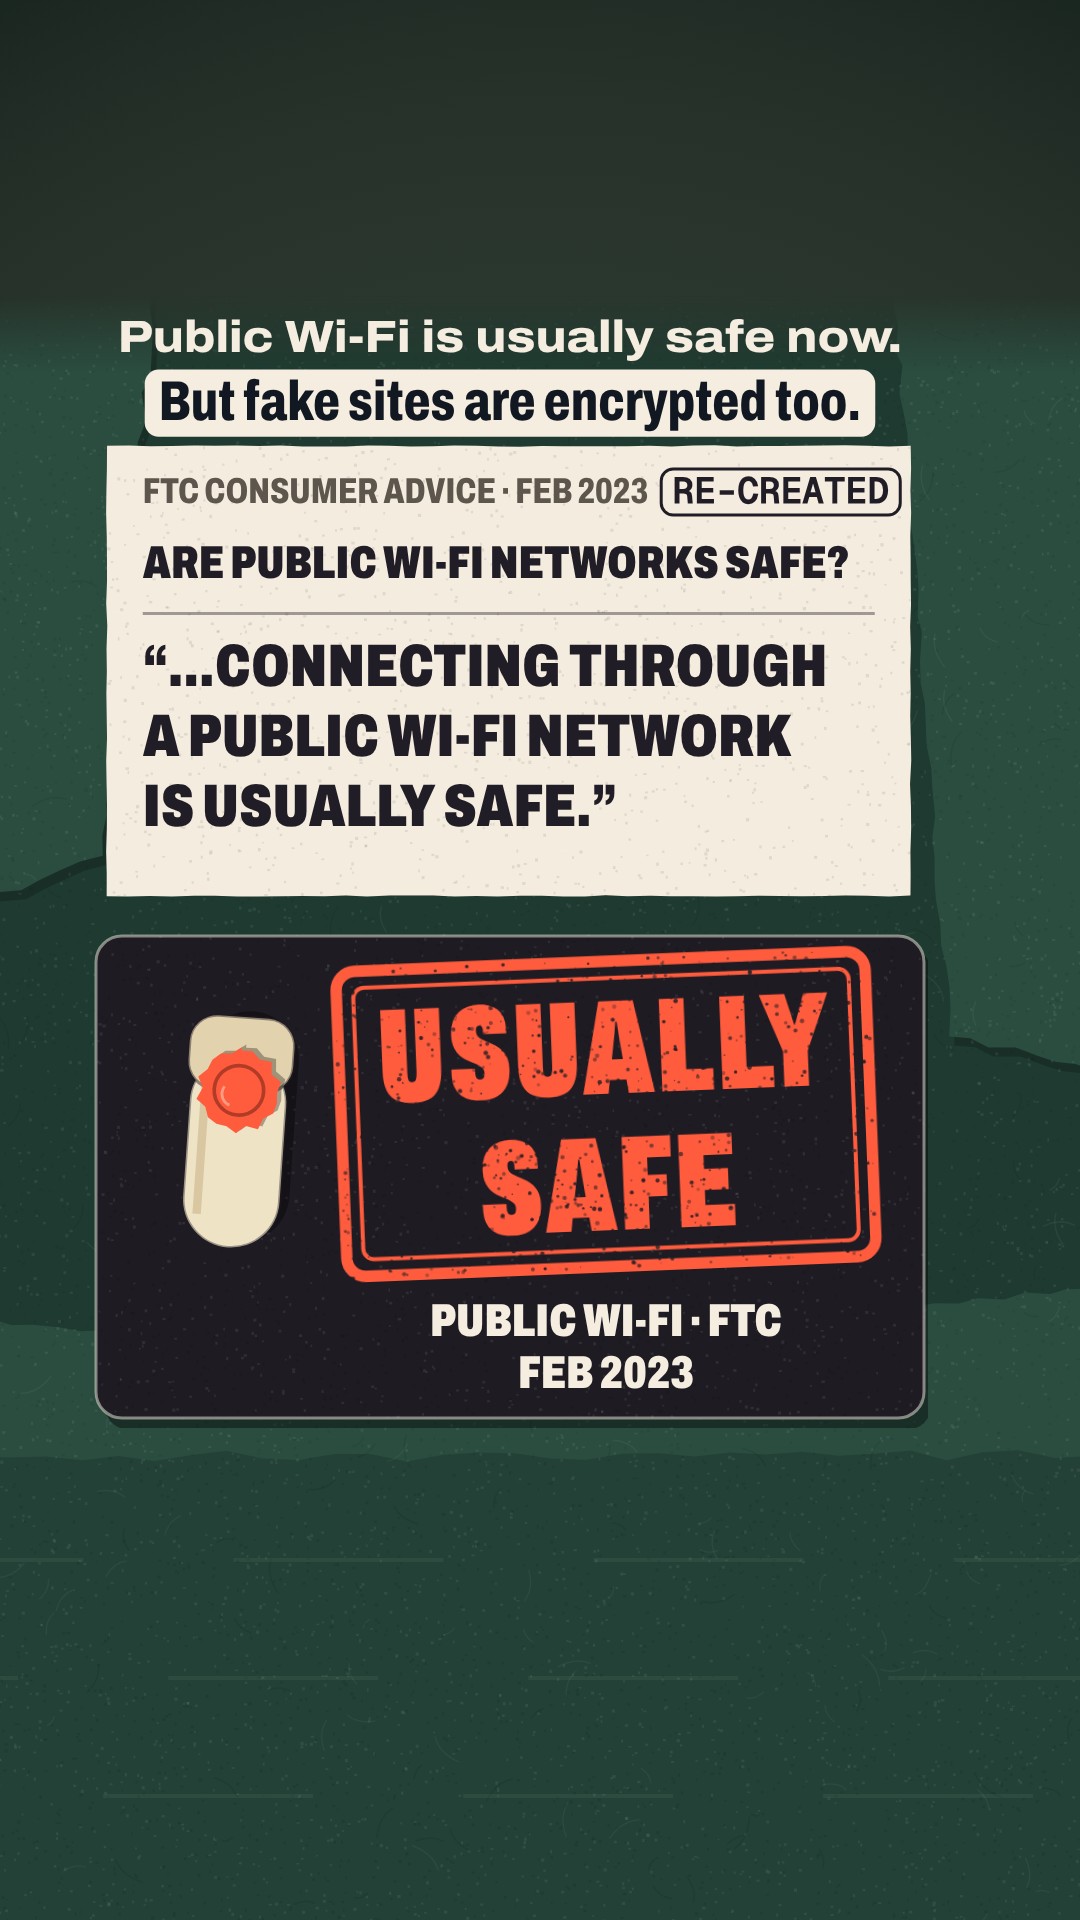 Public Wi-Fi is usually safe now.
But fake sites are encrypted too.
FTC CONSUMER ADVICE · FEB 2023 RE-CREATED
ARE PUBLIC WI-FI NETWORKS SAFE?
“...CONNECTING THROUGH
A PUBLIC WI-FI NETWORK
IS USUALLY SAFE.”
USUALLY
SAFE
PUBLIC WI-FI · FTC
FEB 2023